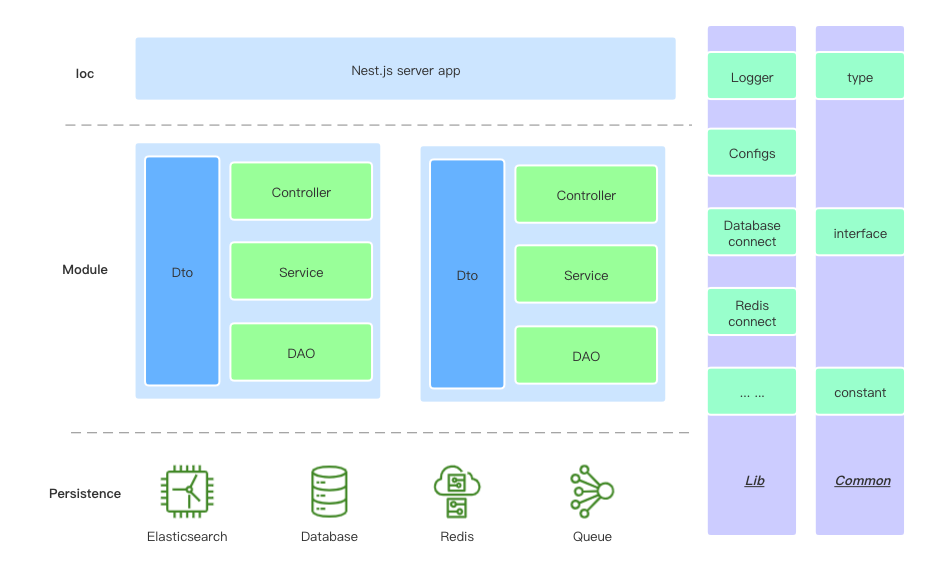 Ioc
Nest.js server app
Module
Dto
Controller
Service
DAO
Dto
Controller
Service
DAO
Persistence
Elasticsearch
Database
Redis
Queue
Logger
Configs
Database
connect
Redis
connect
... ...
Lib
type
interface
constant
Common